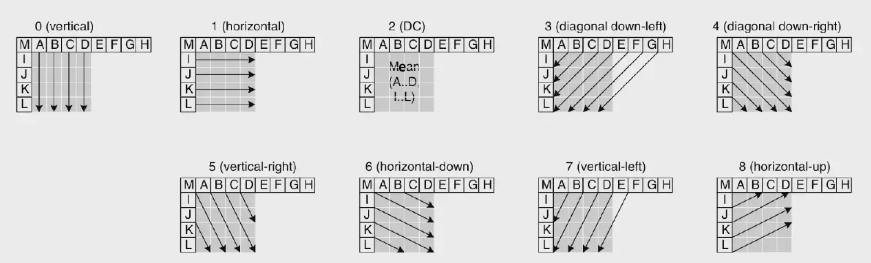 0 (vertical)
M A B C D E F G H
I
J
K
L
1 (horizontal)
M A B C D E F G H
I
J
K
L
2 (DC)
M A B C D E F G H
I
J
K
L
Mean
(A..D,
I..L)
3 (diagonal down-left)
M A B C D E F G H
I
J
K
L
4 (diagonal down-right)
M A B C D E F G H
I
J
K
L
5 (vertical-right)
M A B C D E F G H
I
J
K
L
6 (horizontal-down)
M A B C D E F G H
I
J
K
L
7 (vertical-left)
M A B C D E F G H
I
J
K
L
8 (horizontal-up)
M A B C D E F G H
I
J
K
L